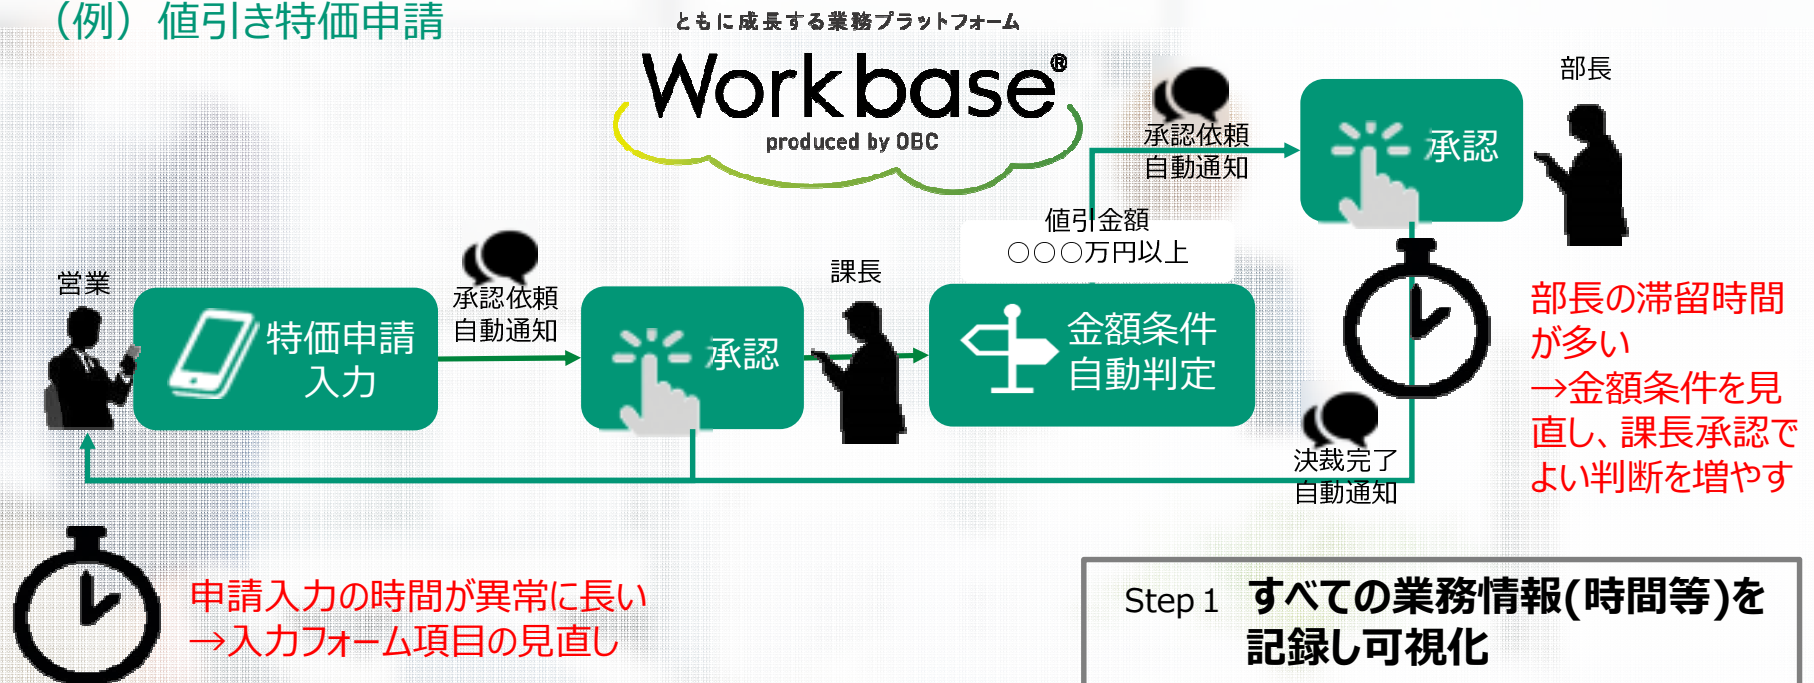 （例）値引き特価申請
ともに成長する業務プラットフォーム
Workbase®
produced by OBC
部長
承認依頼
自動通知
承認
値引金額
○○○万円以上
営業
特価申請
入力
承認依頼
自動通知
承認
課長
金額条件
自動判定
部長の滞留時間
が多い
→金額条件を見
直し、課長承認で
よい判断を増やす
決裁完了
自動通知
申請入力の時間が異常に長い
→入力フォーム項目の見直し
Step 1 すべての業務情報(時間等)を
記録し可視化